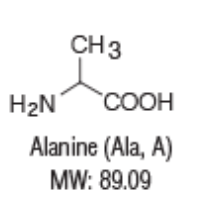 CH3
H2N COOH
Alanine (Ala, A)
MW: 89.09